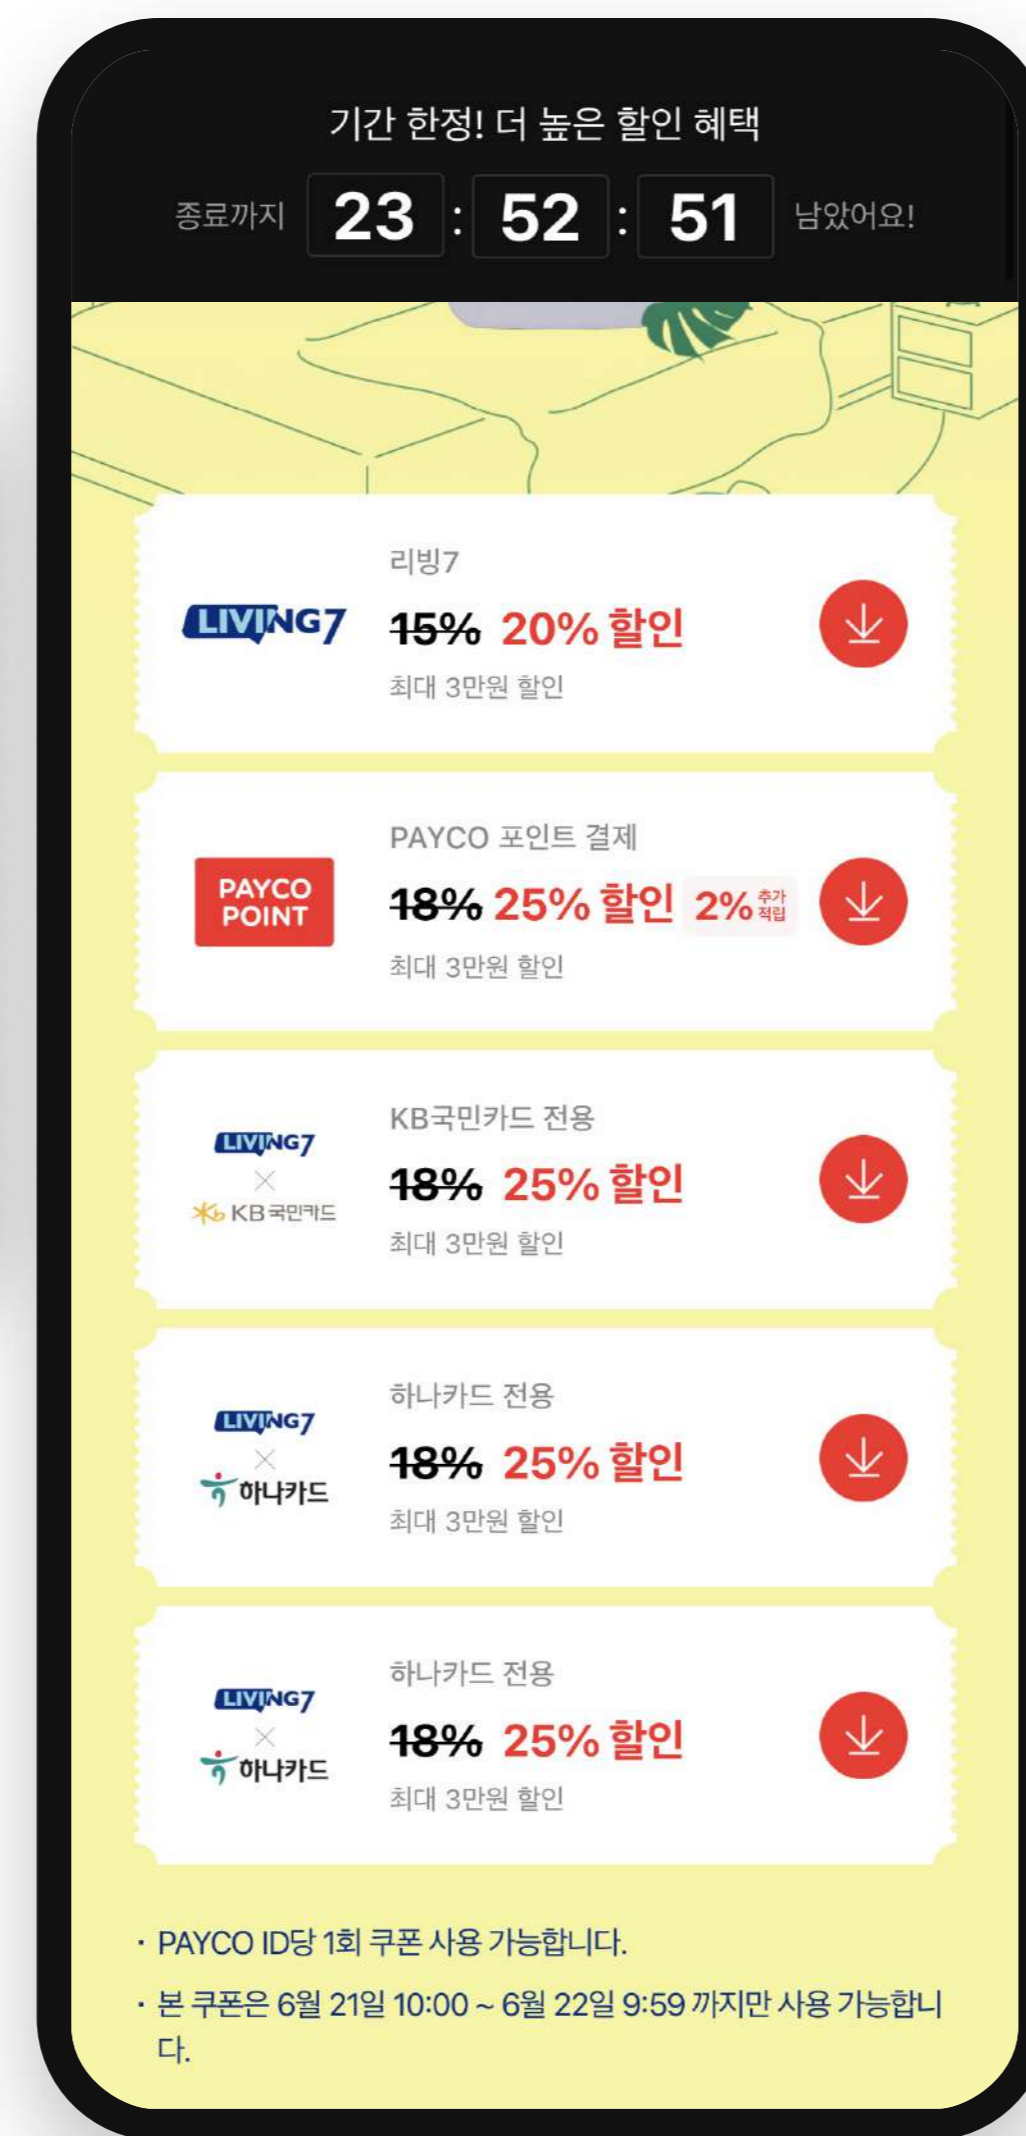 기간 한정! 더 높은 할인 혜택
종료까지 23 : 52 : 51 남았어요!
리빙7
LIVING7
15% 20% 할인
최대 3만원 할인
PAYCO 포인트 결제
PAYCO
POINT
18% 25% 할인 2% 추가
적립
최대 3만원 할인
KB국민카드 전용
LIVING7
×
KB국민카드
18% 25% 할인
최대 3만원 할인
하나카드 전용
LIVING7
×
하나카드
18% 25% 할인
최대 3만원 할인
하나카드 전용
LIVING7
×
하나카드
18% 25% 할인
최대 3만원 할인
· PAYCO ID당 1회 쿠폰 사용 가능합니다.
· 본 쿠폰은 6월 21일 10:00 ~ 6월 22일 9:59 까지만 사용 가능합니
다.